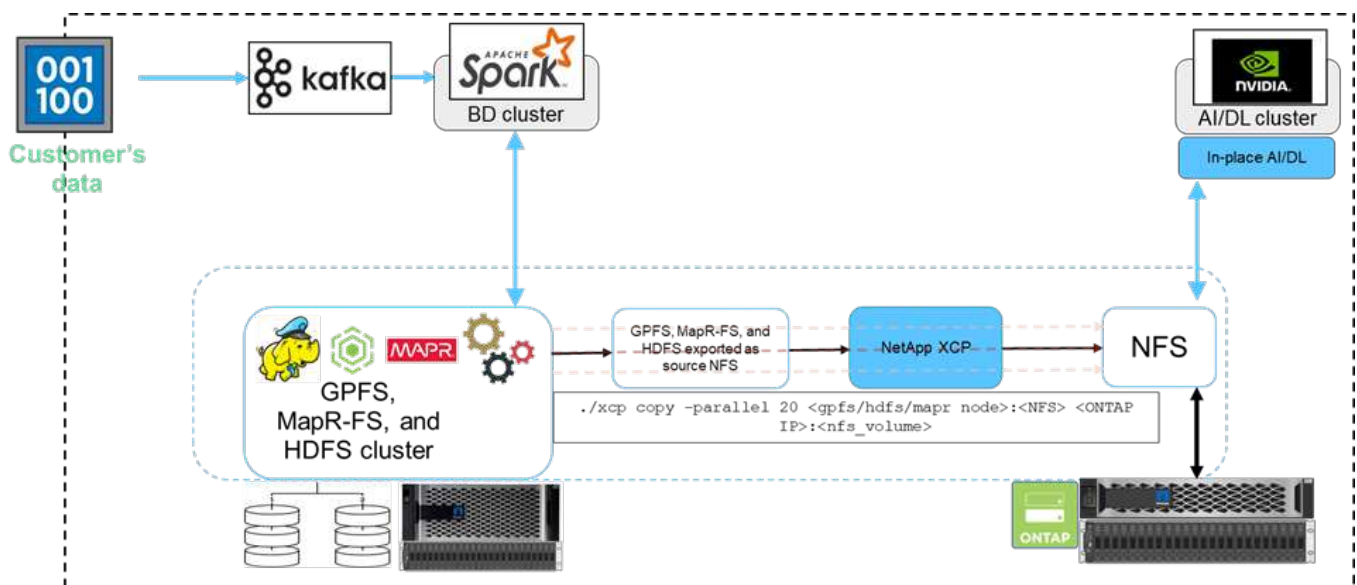 001
100
Customer's
data
kafka
APACHE
Spark
BD cluster
NVIDIA.
AI/DL cluster
In-place AI/DL
MAPR
GPFS,
MapR-FS, and
HDFS cluster
GPFS, MapR-FS, and
HDFS exported as
source NFS
NetApp XCP
NFS
./xcp copy -parallel 20 <gpfs/hdfs/mapr node>:<NFS> <ONTAP
IP>:<nfs_volume>
ONTAP